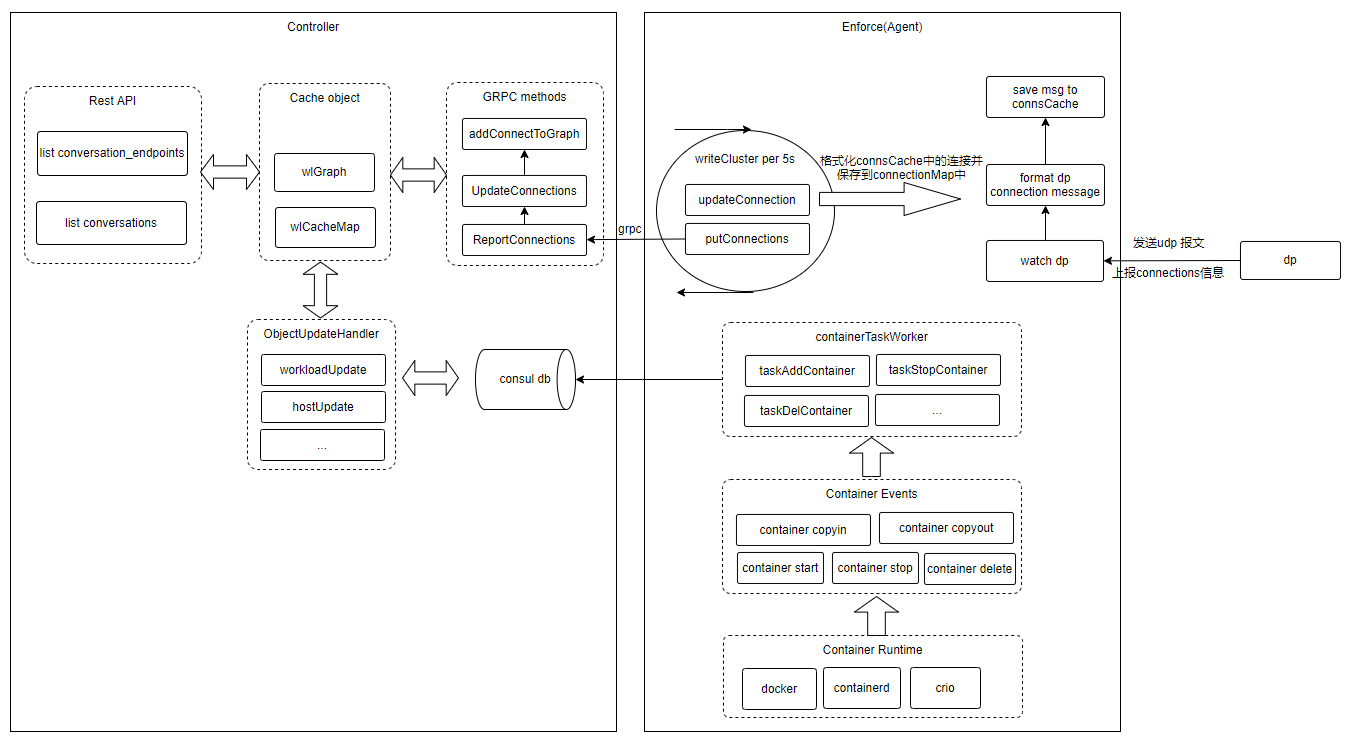 Controller
Rest API
list conversation_endpoints
list conversations
Cache object
wlGraph
wlCacheMap
GRPC methods
addConnectToGraph
UpdateConnections
ReportConnections
ObjectUpdateHandler
workloadUpdate
hostUpdate
...
consul db
grpc
Enforce(Agent)
writeCluster per 5s
updateConnection
putConnections
格式化connsCache中的连接并
保存到connectionMap中
save msg to
connsCache
format dp
connection message
watch dp
发送udp 报文
上报connections信息
dp
containerTaskWorker
taskAddContainer
taskStopContainer
taskDelContainer
...
Container Events
container copyin
container copyout
container start
container stop
container delete
Container Runtime
docker
containerd
crio